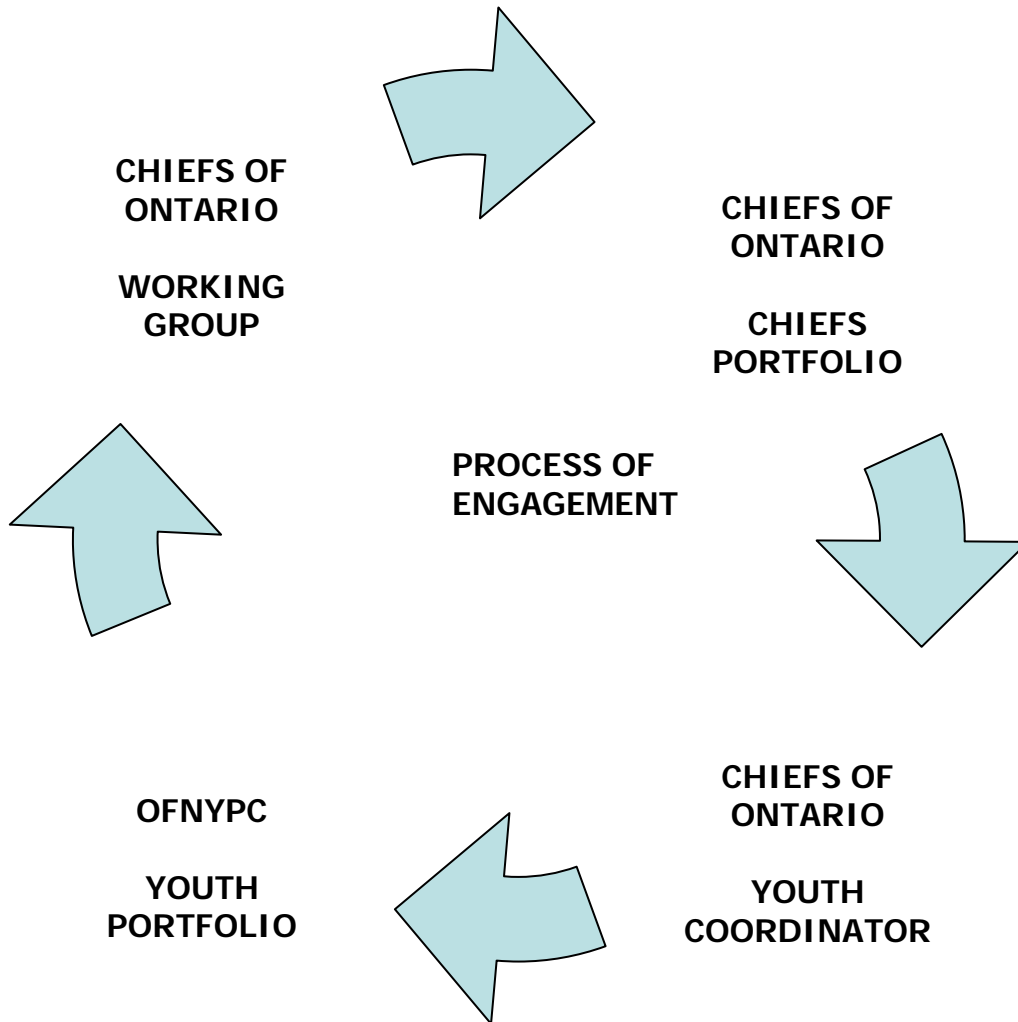 CHIEFS OF
ONTARIO
WORKING
GROUP
CHIEFS OF
ONTARIO
CHIEFS
PORTFOLIO
PROCESS OF
ENGAGEMENT
OFNYPC
YOUTH
PORTFOLIO
CHIEFS OF
ONTARIO
YOUTH
COORDINATOR